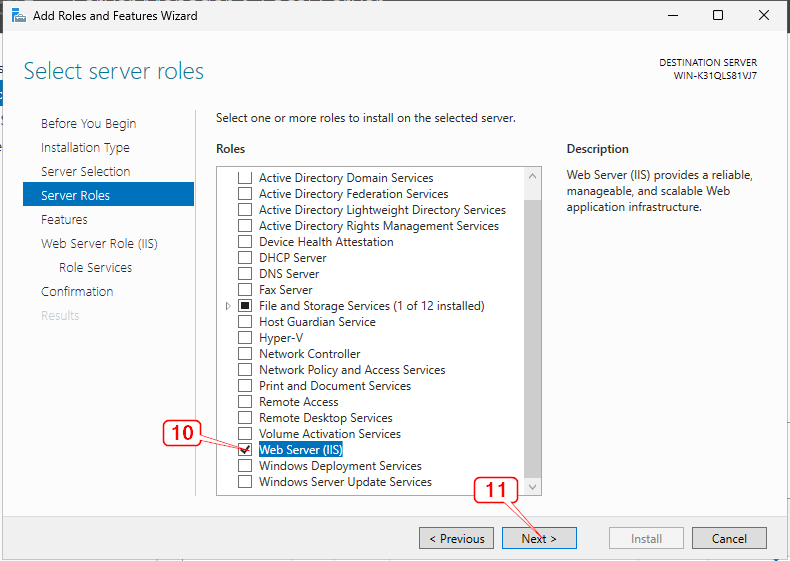 Add Roles and Features Wizard
Select server roles
DESTINATION SERVER
WIN-K31QLS81VJ7
Before You Begin
Installation Type
Server Selection
Server Roles
Features
Web Server Role (IIS)
Role Services
Confirmation
Results
Select one or more roles to install on the selected server.
Roles
Active Directory Domain Services
Active Directory Federation Services
Active Directory Lightweight Directory Services
Active Directory Rights Management Services
Device Health Attestation
DHCP Server
DNS Server
Fax Server
File and Storage Services (1 of 12 installed)
Host Guardian Service
Hyper-V
Network Controller
Network Policy and Access Services
Print and Document Services
Remote Access
Remote Desktop Services
Volume Activation Services
10
Web Server (IIS)
Windows Deployment Services
Windows Server Update Services
Description
Web Server (IIS) provides a reliable,
manageable, and scalable Web
application infrastructure.
11
< Previous
Next >
Install
Cancel